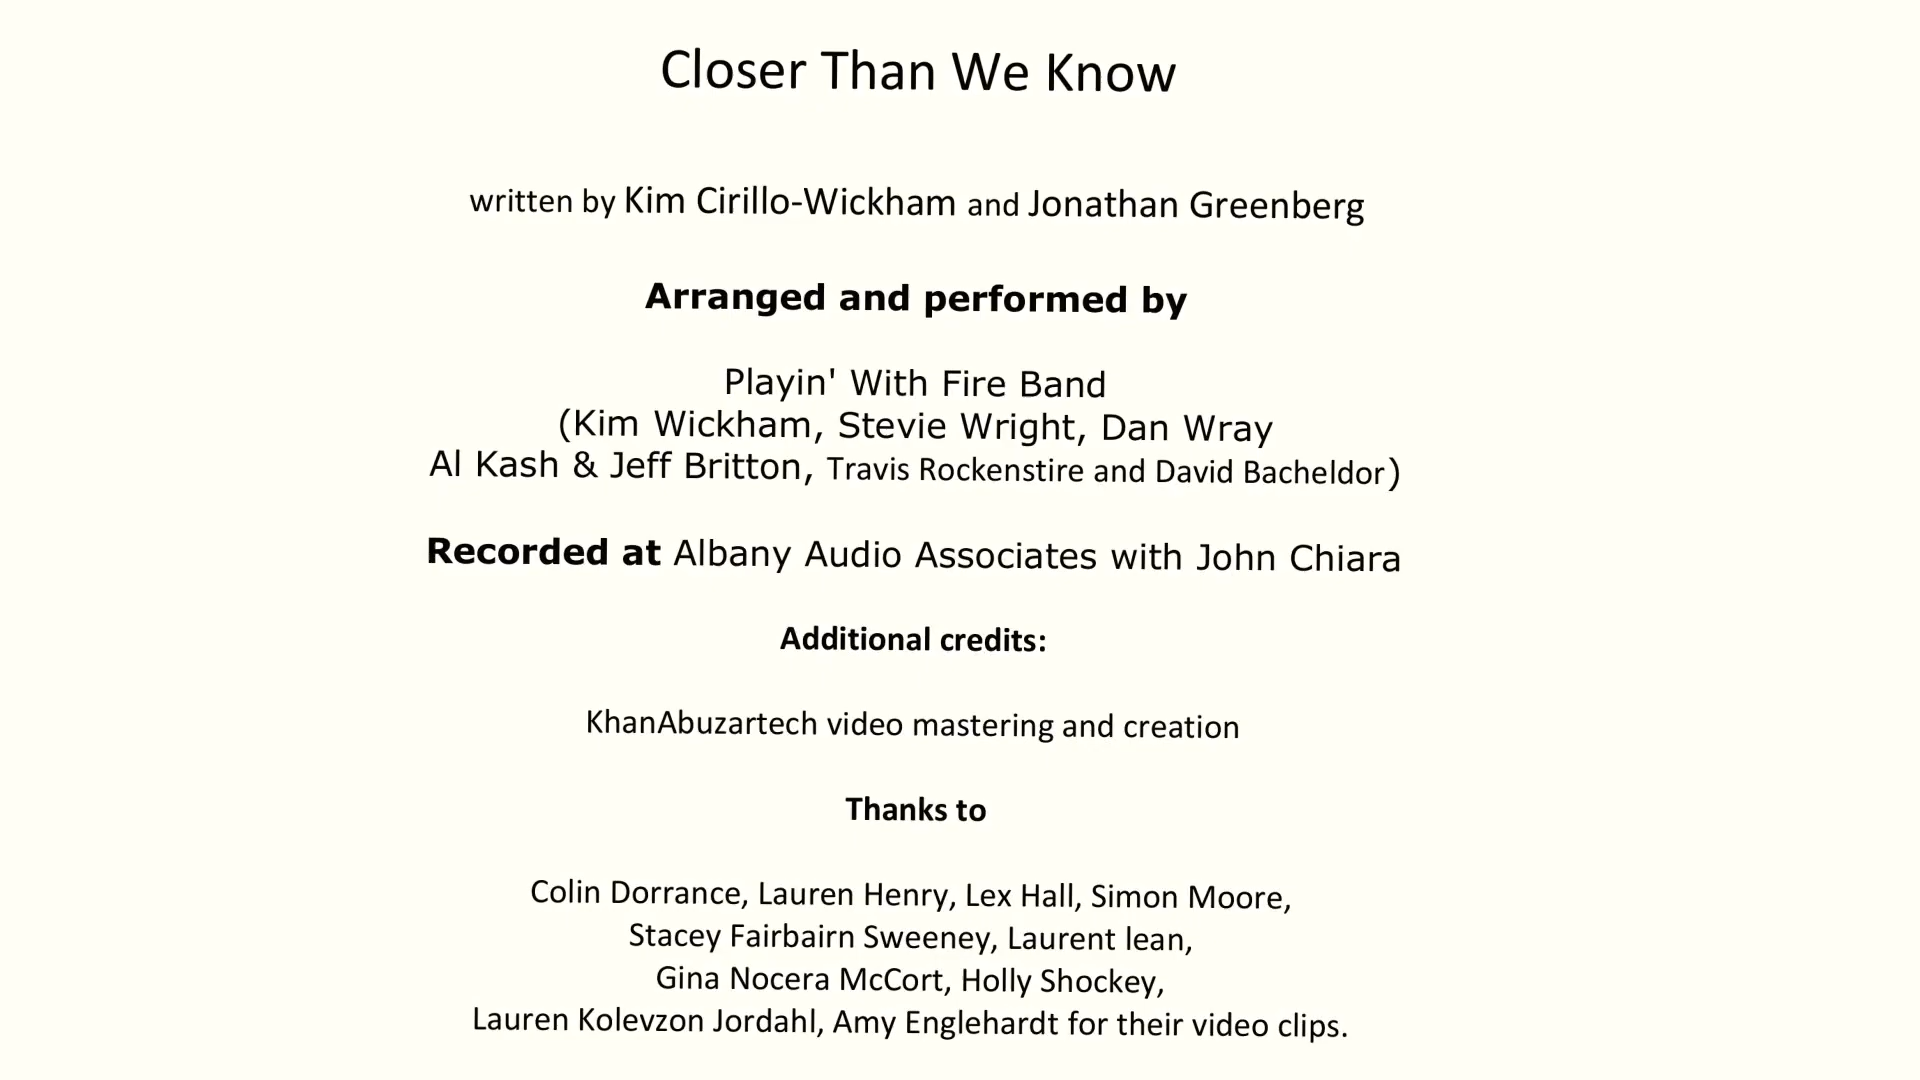 Closer Than We Know
written by Kim Cirillo-Wickham and Jonathan Greenberg
Arranged and performed by
Playin' With Fire Band
(Kim Wickham, Stevie Wright, Dan Wray
Al Kash & Jeff Britton, Travis Rockenstire and David Bacheldor)
Recorded at Albany Audio Associates with John Chiara
Additional credits:
KhanAbuzartech video mastering and creation
Thanks to
Colin Dorrance, Lauren Henry, Lex Hall, Simon Moore,
Stacey Fairbairn Sweeney, Laurent lean,
Gina Nocera McCort, Holly Shockey,
Lauren Kolevzon Jordahl, Amy Englehardt for their video clips.